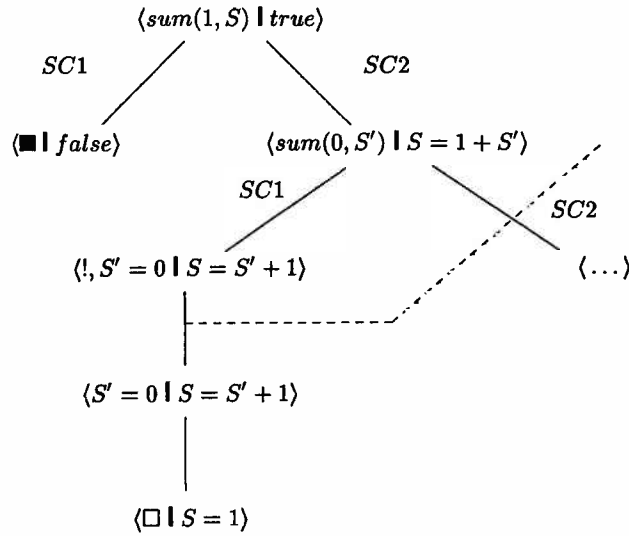 ⟨sum(1, S) ❙ true⟩
SC1 SC2
⟨■ ❙ false⟩ ⟨sum(0, S′) ❙ S = 1 + S′⟩
SC1 SC2
⟨!, S′ = 0 ❙ S = S′ + 1⟩ ⟨...⟩
⟨S′ = 0 ❙ S = S′ + 1⟩
⟨□ ❙ S = 1⟩